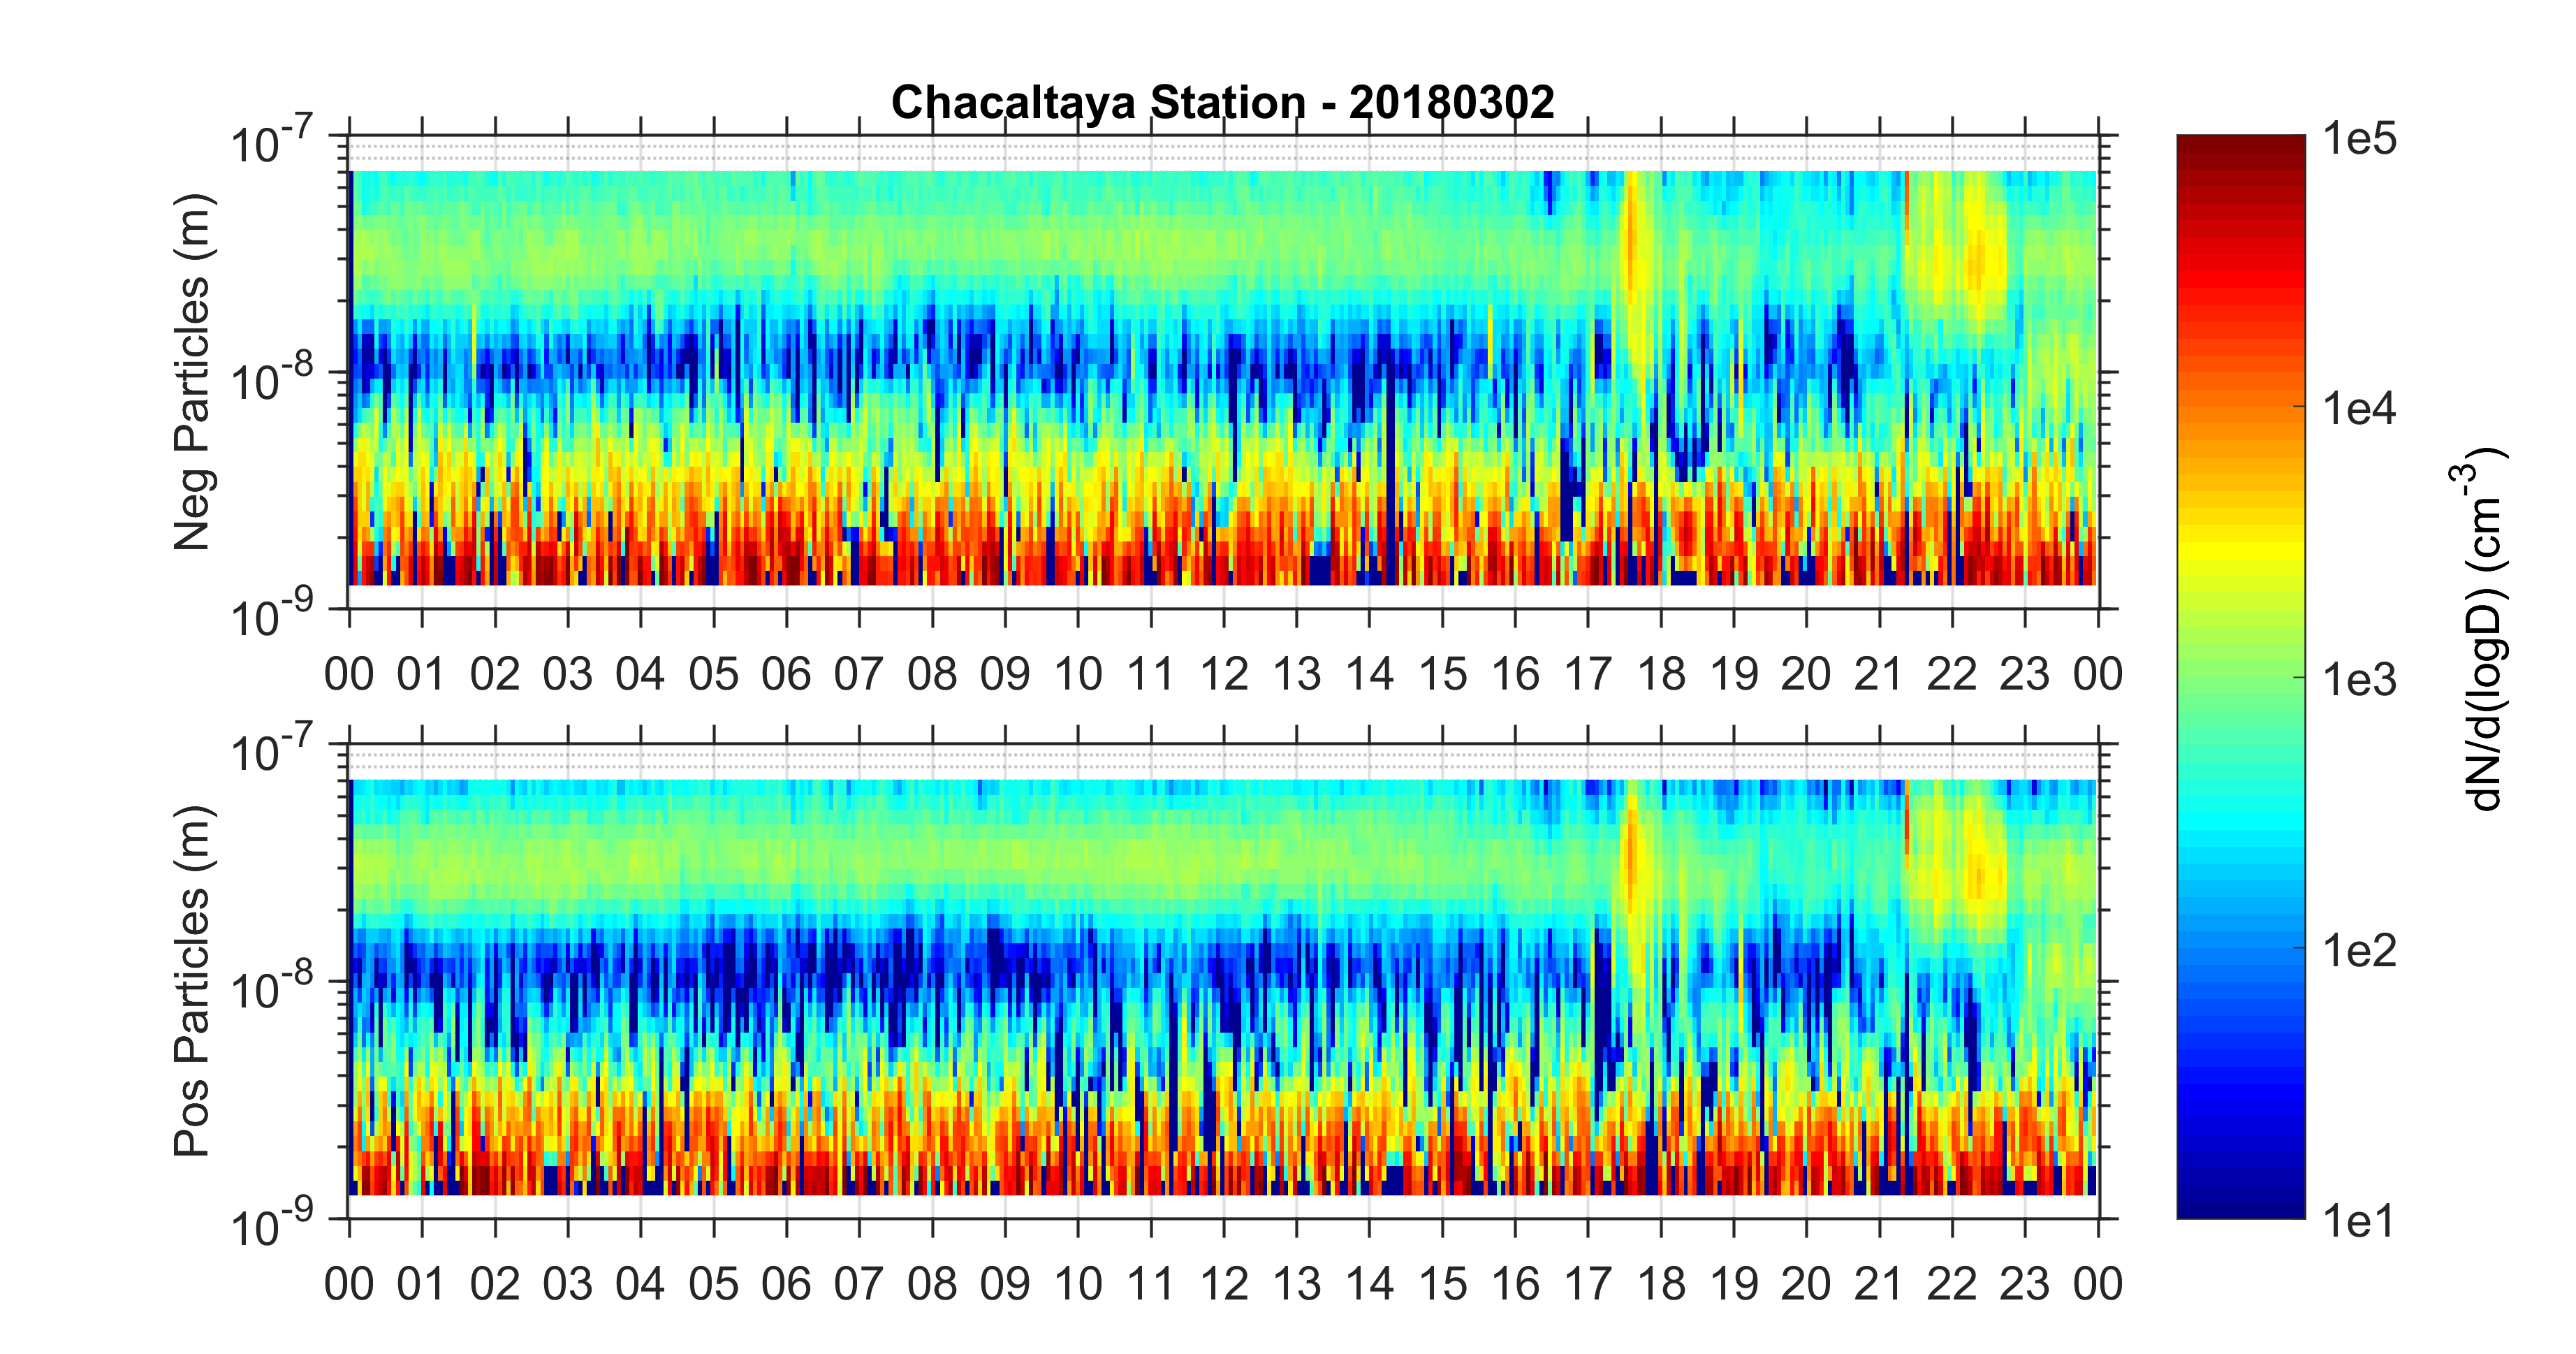 Chacaltaya Station - 20180302
10^-7
10^-8
10^-9
Neg Particles (m)
00 01 02 03 04 05 06 07 08 09 10 11 12 13 14 15 16 17 18 19 20 21 22 23 00
10^-7
10^-8
10^-9
Pos Particles (m)
00 01 02 03 04 05 06 07 08 09 10 11 12 13 14 15 16 17 18 19 20 21 22 23 00
1e5
1e4
1e3
1e2
1e1
dN/d(logD) (cm^-3)